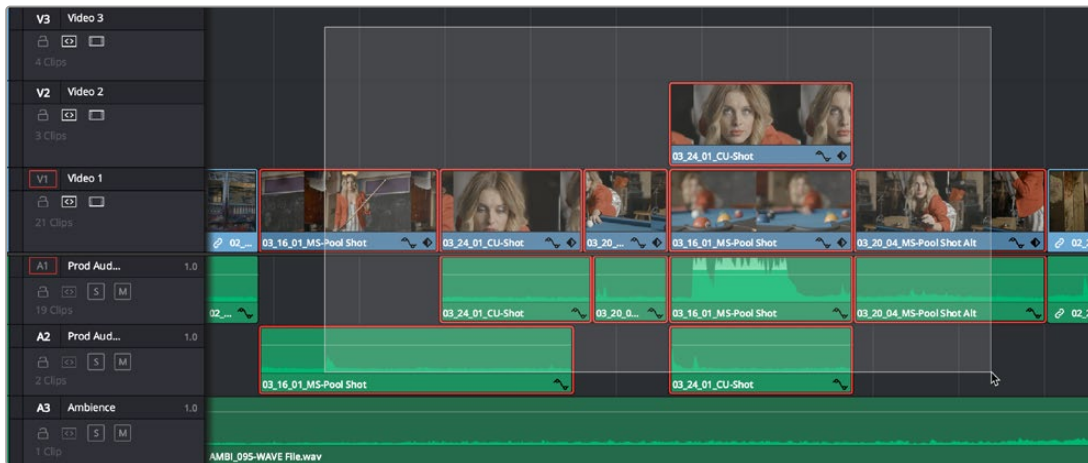 V3 Video 3
4 Clips
V2 Video 2
3 Clips
03_24_01_CU-Shot
V1 Video 1
21 Clips
02_... 03_16_01_MS-Pool Shot 03_24_01_CU-Shot 03_20_... 03_16_01_MS-Pool Shot 03_20_04_MS-Pool Shot Alt 02_
A1 Prod Aud... 1.0
S M
19 Clips
02_... 03_24_01_CU-Shot 03_20_0... 03_16_01_MS-Pool Shot 03_20_04_MS-Pool Shot Alt 02_
A2 Prod Aud... 1.0
S M
2 Clips
03_16_01_MS-Pool Shot 03_24_01_CU-Shot
A3 Ambience 1.0
S M
1 Clip
AMBI_095-WAVE File.wav